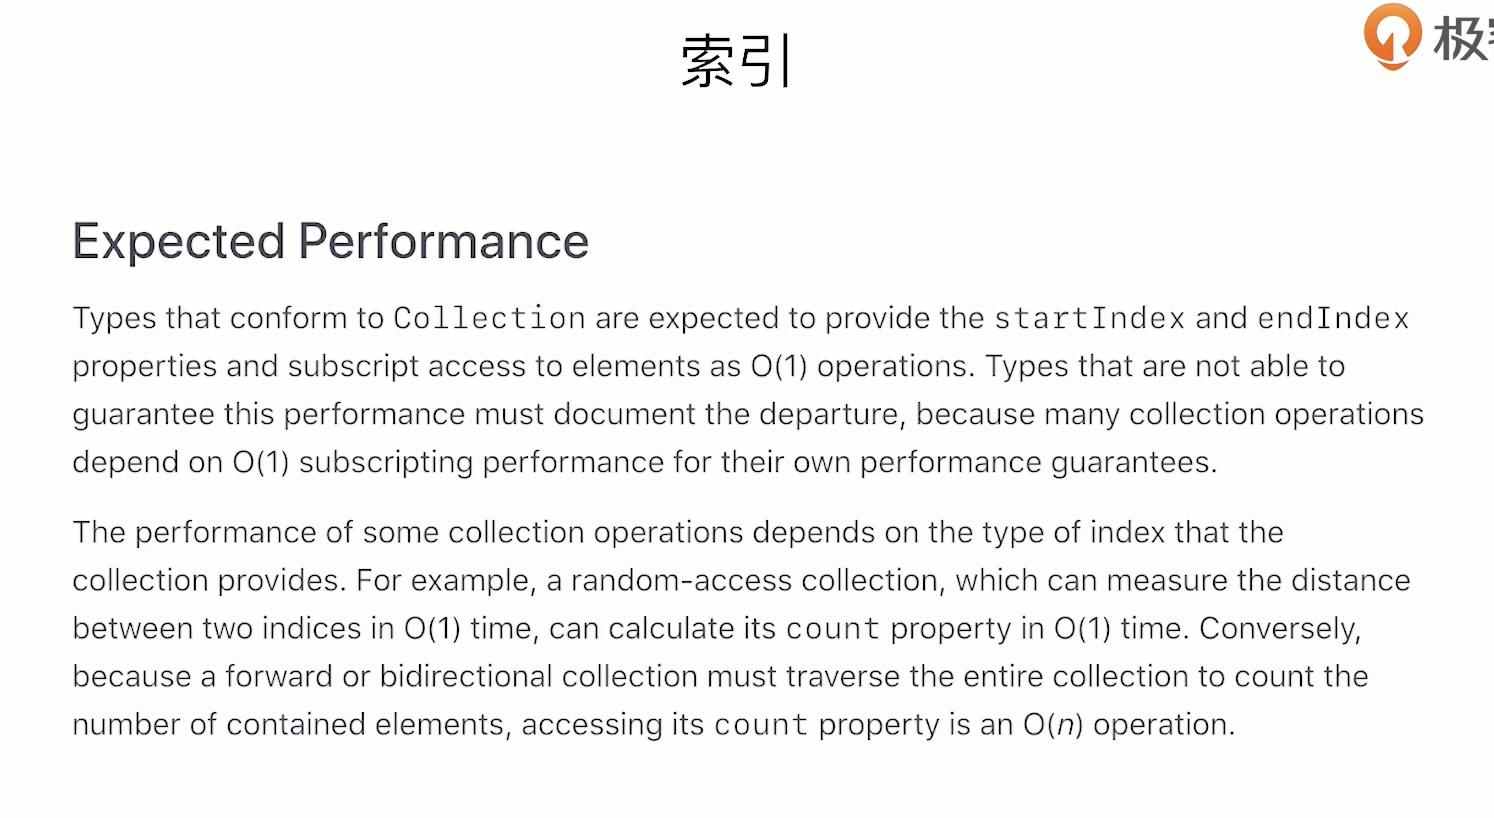 索引
极
Expected Performance
Types that conform to Collection are expected to provide the startIndex and endIndex
properties and subscript access to elements as O(1) operations. Types that are not able to
guarantee this performance must document the departure, because many collection operations
depend on O(1) subscripting performance for their own performance guarantees.
The performance of some collection operations depends on the type of index that the
collection provides. For example, a random-access collection, which can measure the distance
between two indices in O(1) time, can calculate its count property in O(1) time. Conversely,
because a forward or bidirectional collection must traverse the entire collection to count the
number of contained elements, accessing its count property is an O(n) operation.